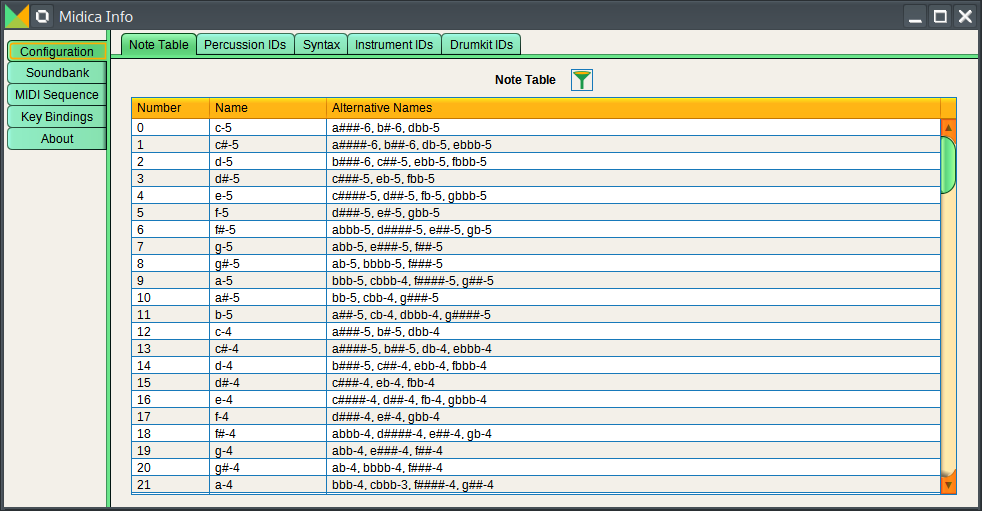 Midica Info
Configuration
Soundbank
MIDI Sequence
Key Bindings
About
Note Table Percussion IDs Syntax Instrument IDs Drumkit IDs
Note Table
Number Name Alternative Names
0 c-5 a###-6, b#-6, dbb-5
1 c#-5 a####-6, b##-6, db-5, ebbb-5
2 d-5 b###-6, c##-5, ebb-5, fbbb-5
3 d#-5 c###-5, eb-5, fbb-5
4 e-5 c####-5, d##-5, fb-5, gbbb-5
5 f-5 d###-5, e#-5, gbb-5
6 f#-5 abbb-5, d####-5, e##-5, gb-5
7 g-5 abb-5, e###-5, f##-5
8 g#-5 ab-5, bbbb-5, f###-5
9 a-5 bbb-5, cbbb-4, f####-5, g##-5
10 a#-5 bb-5, cbb-4, g###-5
11 b-5 a##-5, cb-4, dbbb-4, g####-5
12 c-4 a###-5, b#-5, dbb-4
13 c#-4 a####-5, b##-5, db-4, ebbb-4
14 d-4 b###-5, c##-4, ebb-4, fbbb-4
15 d#-4 c###-4, eb-4, fbb-4
16 e-4 c####-4, d##-4, fb-4, gbbb-4
17 f-4 d###-4, e#-4, gbb-4
18 f#-4 abbb-4, d####-4, e##-4, gb-4
19 g-4 abb-4, e###-4, f##-4
20 g#-4 ab-4, bbbb-4, f###-4
21 a-4 bbb-4, cbbb-3, f####-4, g##-4